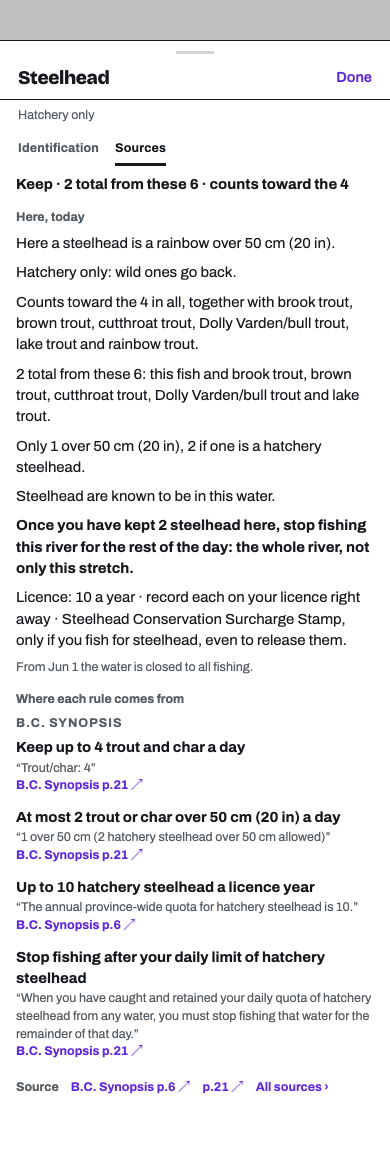 Steelhead
Done
Hatchery only
Identification
Sources
Keep · 2 total from these 6 · counts toward the 4
Here, today
Here a steelhead is a rainbow over 50 cm (20 in).
Hatchery only: wild ones go back.
Counts toward the 4 in all, together with brook trout,
brown trout, cutthroat trout, Dolly Varden/bull trout,
lake trout and rainbow trout.
2 total from these 6: this fish and brook trout, brown
trout, cutthroat trout, Dolly Varden/bull trout and lake
trout.
Only 1 over 50 cm (20 in), 2 if one is a hatchery
steelhead.
Steelhead are known to be in this water.
Once you have kept 2 steelhead here, stop fishing
this river for the rest of the day: the whole river, not
only this stretch.
Licence: 10 a year · record each on your licence right
away · Steelhead Conservation Surcharge Stamp,
only if you fish for steelhead, even to release them.
From Jun 1 the water is closed to all fishing.
Where each rule comes from
B.C. SYNOPSIS
Keep up to 4 trout and char a day
“Trout/char: 4”
B.C. Synopsis p.21 ↗
At most 2 trout or char over 50 cm (20 in) a day
“1 over 50 cm (2 hatchery steelhead over 50 cm allowed)”
B.C. Synopsis p.21 ↗
Up to 10 hatchery steelhead a licence year
“The annual province-wide quota for hatchery steelhead is 10.”
B.C. Synopsis p.6 ↗
Stop fishing after your daily limit of hatchery
steelhead
“When you have caught and retained your daily quota of hatchery
steelhead from any water, you must stop fishing that water for the
remainder of that day.”
B.C. Synopsis p.21 ↗
Source B.C. Synopsis p.6 ↗ p.21 ↗ All sources ›